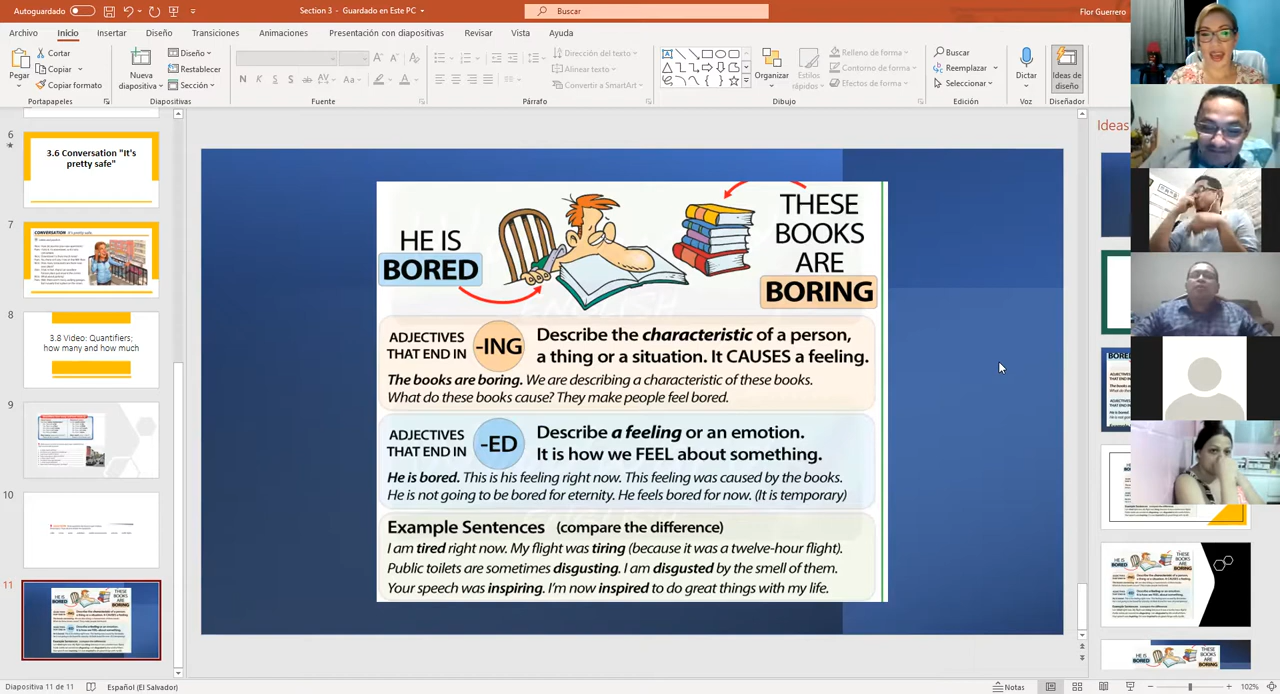 Autoguardado
Section 3 - Guardado en Este PC
Buscar
Flor Guerrero
Archivo Inicio Insertar Diseño Transiciones Animaciones Presentación con diapositivas Revisar Vista Ayuda
Pegar
Cortar
Copiar
Copiar formato
Portapapeles
Nueva diapositiva
Diseño
Restablecer
Sección
Diapositivas
N K S S
Aa
Fuente
Dirección del texto
Alinear texto
Convertir a SmartArt
Párrafo
Organizar
Estilos rápidos
Relleno de forma
Contorno de forma
Efectos de forma
Dibujo
Buscar
Reemplazar
Seleccionar
Edición
Dictar
Voz
Ideas de diseño
Diseñador
Ideas
6
3.6 Conversation "It's
pretty safe"
7
8
3.8 Video: Quantifiers;
how many and how much
9
10
11
HE IS
BORED
THESE
BOOKS
ARE
BORING
ADJECTIVES
THAT END IN
-ING
Describe the characteristic of a person,
a thing or a situation. It CAUSES a feeling.
The books are boring. We are describing a characteristic of these books.
What do these books cause? They make people feel bored.
ADJECTIVES
THAT END IN
-ED
Describe a feeling or an emotion.
It is how we FEEL about something.
He is bored. This is his feeling right now. This feeling was caused by the books.
He is not going to be bored for eternity. He feels bored for now. (It is temporary)
Example Sentences (compare the difference)
I am tired right now. My flight was tiring (because it was a twelve-hour flight).
Public toilets are sometimes disgusting. I am disgusted by the smell of them.
Your speech was inspiring. I'm now inspired to do great things with my life.
Diapositiva 11 de 11
Español (El Salvador)
Notas
102%